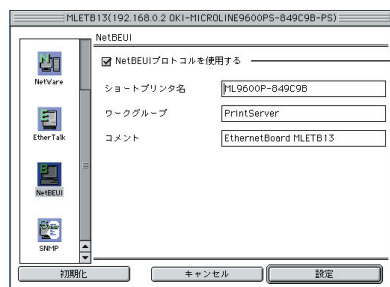 MLETB13(192.168.0.2 OKI-MICROLINE9600PS-849C9B-PS)
NetBEUI
NetBEUIプロトコルを使用する
ショートプリンタ名 ML9600P-849C9B
ワークグループ PrintServer
コメント EthernetBoard MLETB13
NetWare
EtherTalk
NetBEUI
SNMP
初期化 キャンセル 設定